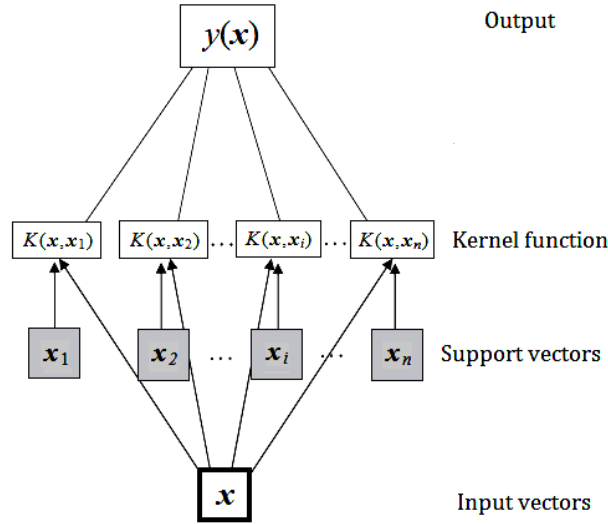 y(x) Output
K(x,x₁) K(x,x₂) ... K(x,xᵢ) ... K(x,xₙ) Kernel function
x₁ x₂ ... xᵢ ... xₙ Support vectors
x Input vectors